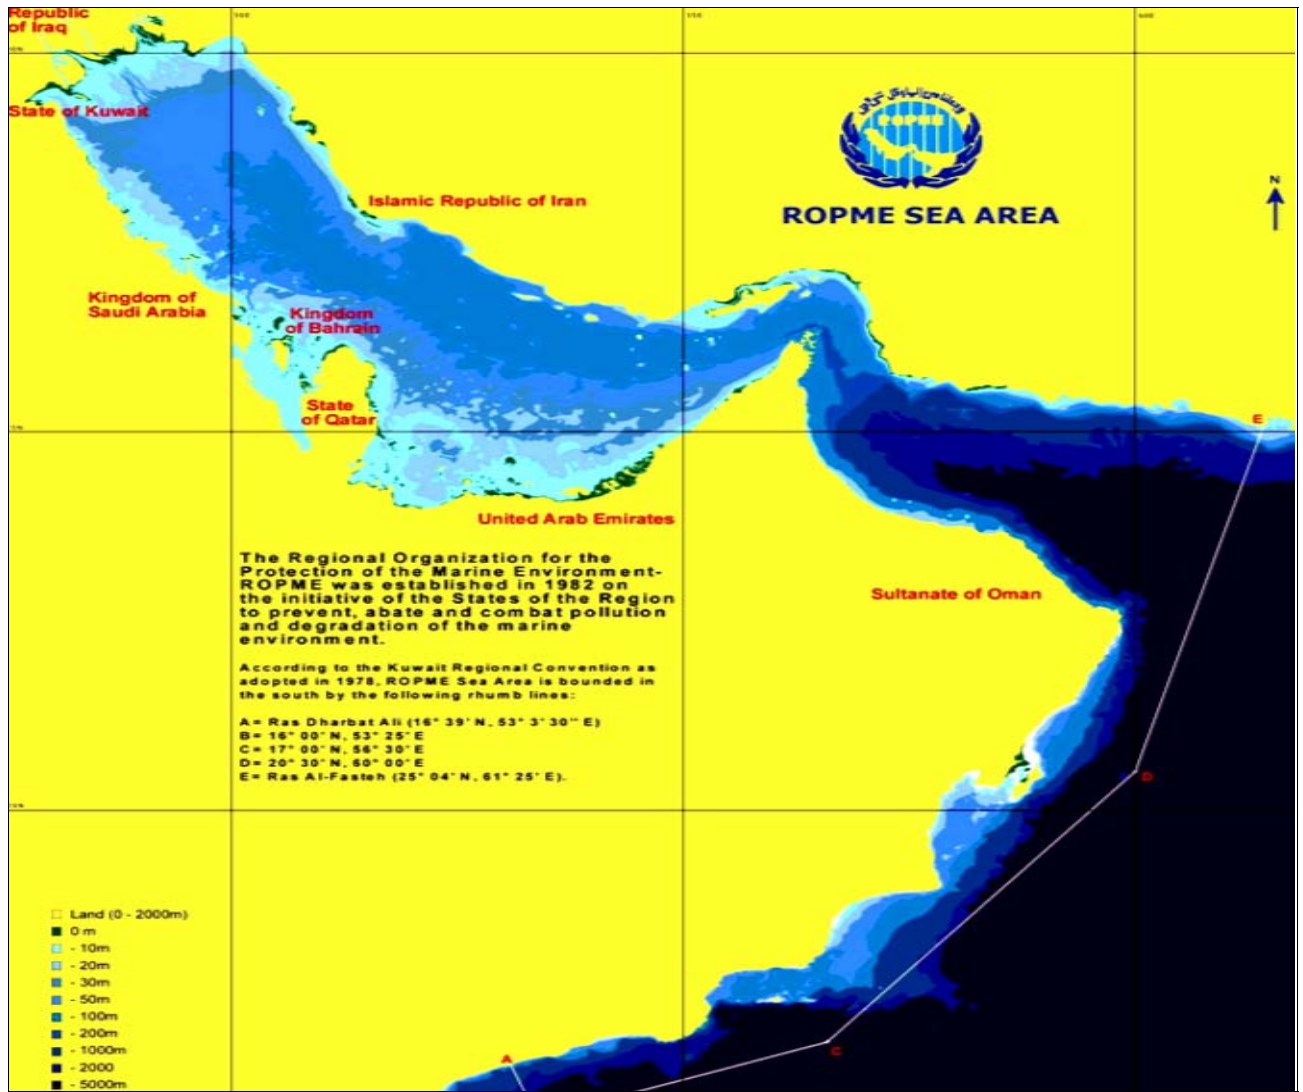 Republic
of Iraq
50E
55E
60E
State of Kuwait
ROPME
ROPME SEA AREA
N
Islamic Republic of Iran
Kingdom of
Saudi Arabia
Kingdom
of Bahrain
State
of Qatar
E
United Arab Emirates
The Regional Organization for the
Protection of the Marine Environment-
ROPME was established in 1982 on
the initiative of the States of the Region
to prevent, abate and combat pollution
and degradation of the marine
environment.
Sultanate of Oman
According to the Kuwait Regional Convention as
adopted in 1978, ROPME Sea Area is bounded in
the south by the following rhumb lines:
A= Ras Dharbat Ali (16° 39' N, 53° 3' 30'' E)
B= 16° 00' N, 53° 25' E
C= 17° 00' N, 56° 30' E
D= 20° 30' N, 60° 00' E
E= Ras Al-Fasteh (25° 04' N, 61° 25' E).
D
Land (0 - 2000m)
0 m
- 10m
- 20m
- 30m
- 50m
- 100m
- 200m
- 1000m
- 2000
- 5000m
A
C